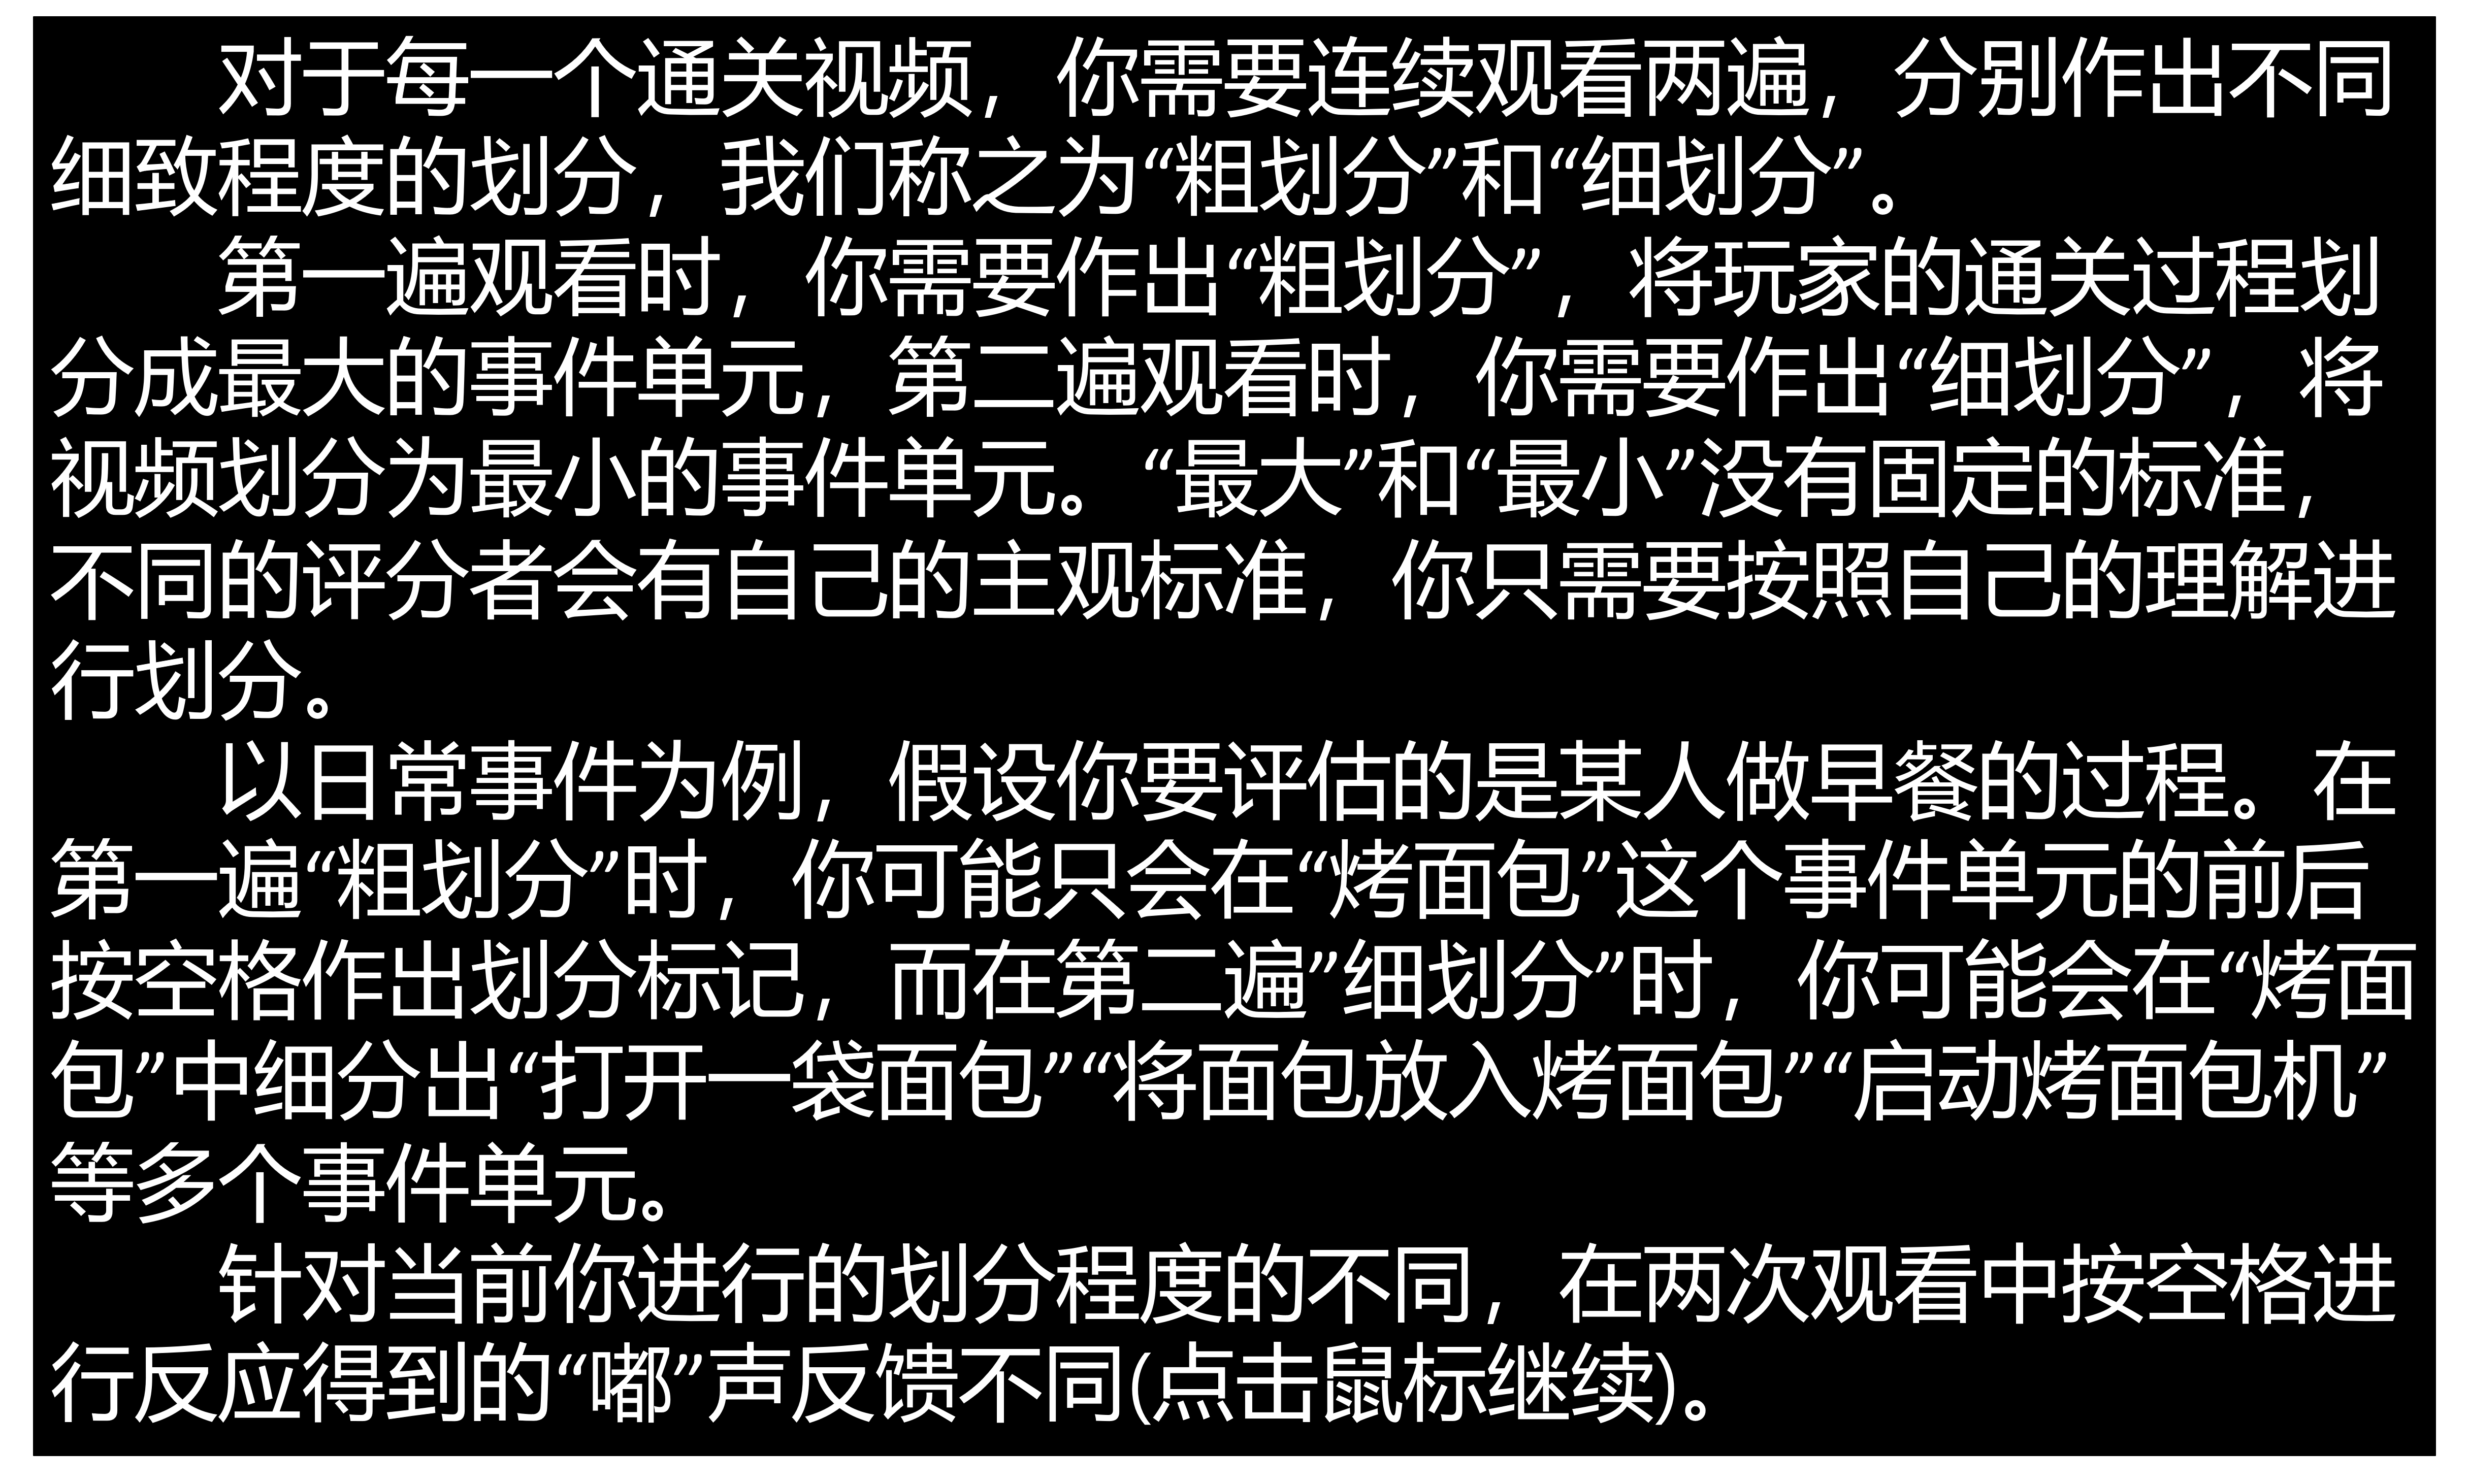 对于每一个通关视频，你需要连续观看两遍，分别作出不同
细致程度的划分，我们称之为“粗划分”和“细划分”。
第一遍观看时，你需要作出“粗划分”，将玩家的通关过程划
分成最大的事件单元，第二遍观看时，你需要作出“细划分”，将
视频划分为最小的事件单元。“最大”和“最小”没有固定的标准，
不同的评分者会有自己的主观标准，你只需要按照自己的理解进
行划分。
以日常事件为例，假设你要评估的是某人做早餐的过程。在
第一遍“粗划分”时，你可能只会在“烤面包”这个事件单元的前后
按空格作出划分标记，而在第二遍”细划分”时，你可能会在“烤面
包”中细分出“打开一袋面包”“将面包放入烤面包”“启动烤面包机”
等多个事件单元。
针对当前你进行的划分程度的不同，在两次观看中按空格进
行反应得到的“嘟”声反馈不同(点击鼠标继续)。